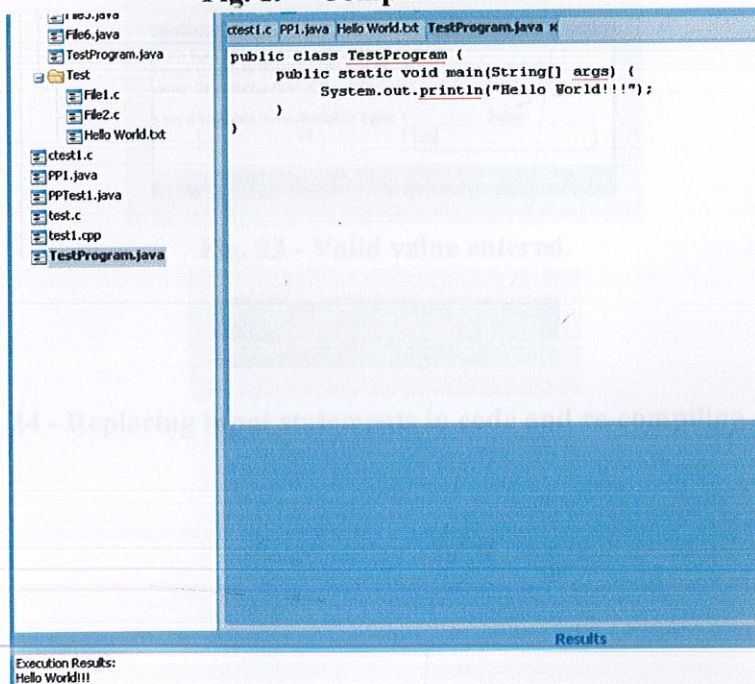 File6.java
TestProgram.java
Test
File1.c
File2.c
Hello World.txt
ctest1.c
PP1.java
PPTest1.java
test.c
test1.cpp
TestProgram.java
ctest1.c PP1.java Hello World.txt TestProgram.java
public class TestProgram {
public static void main(String[] args) {
System.out.println("Hello World!!!");
}
}
23 - Valid value entered.
24 - Replacing input statements in code and re-compiling
Results
Execution Results:
Hello World!!!